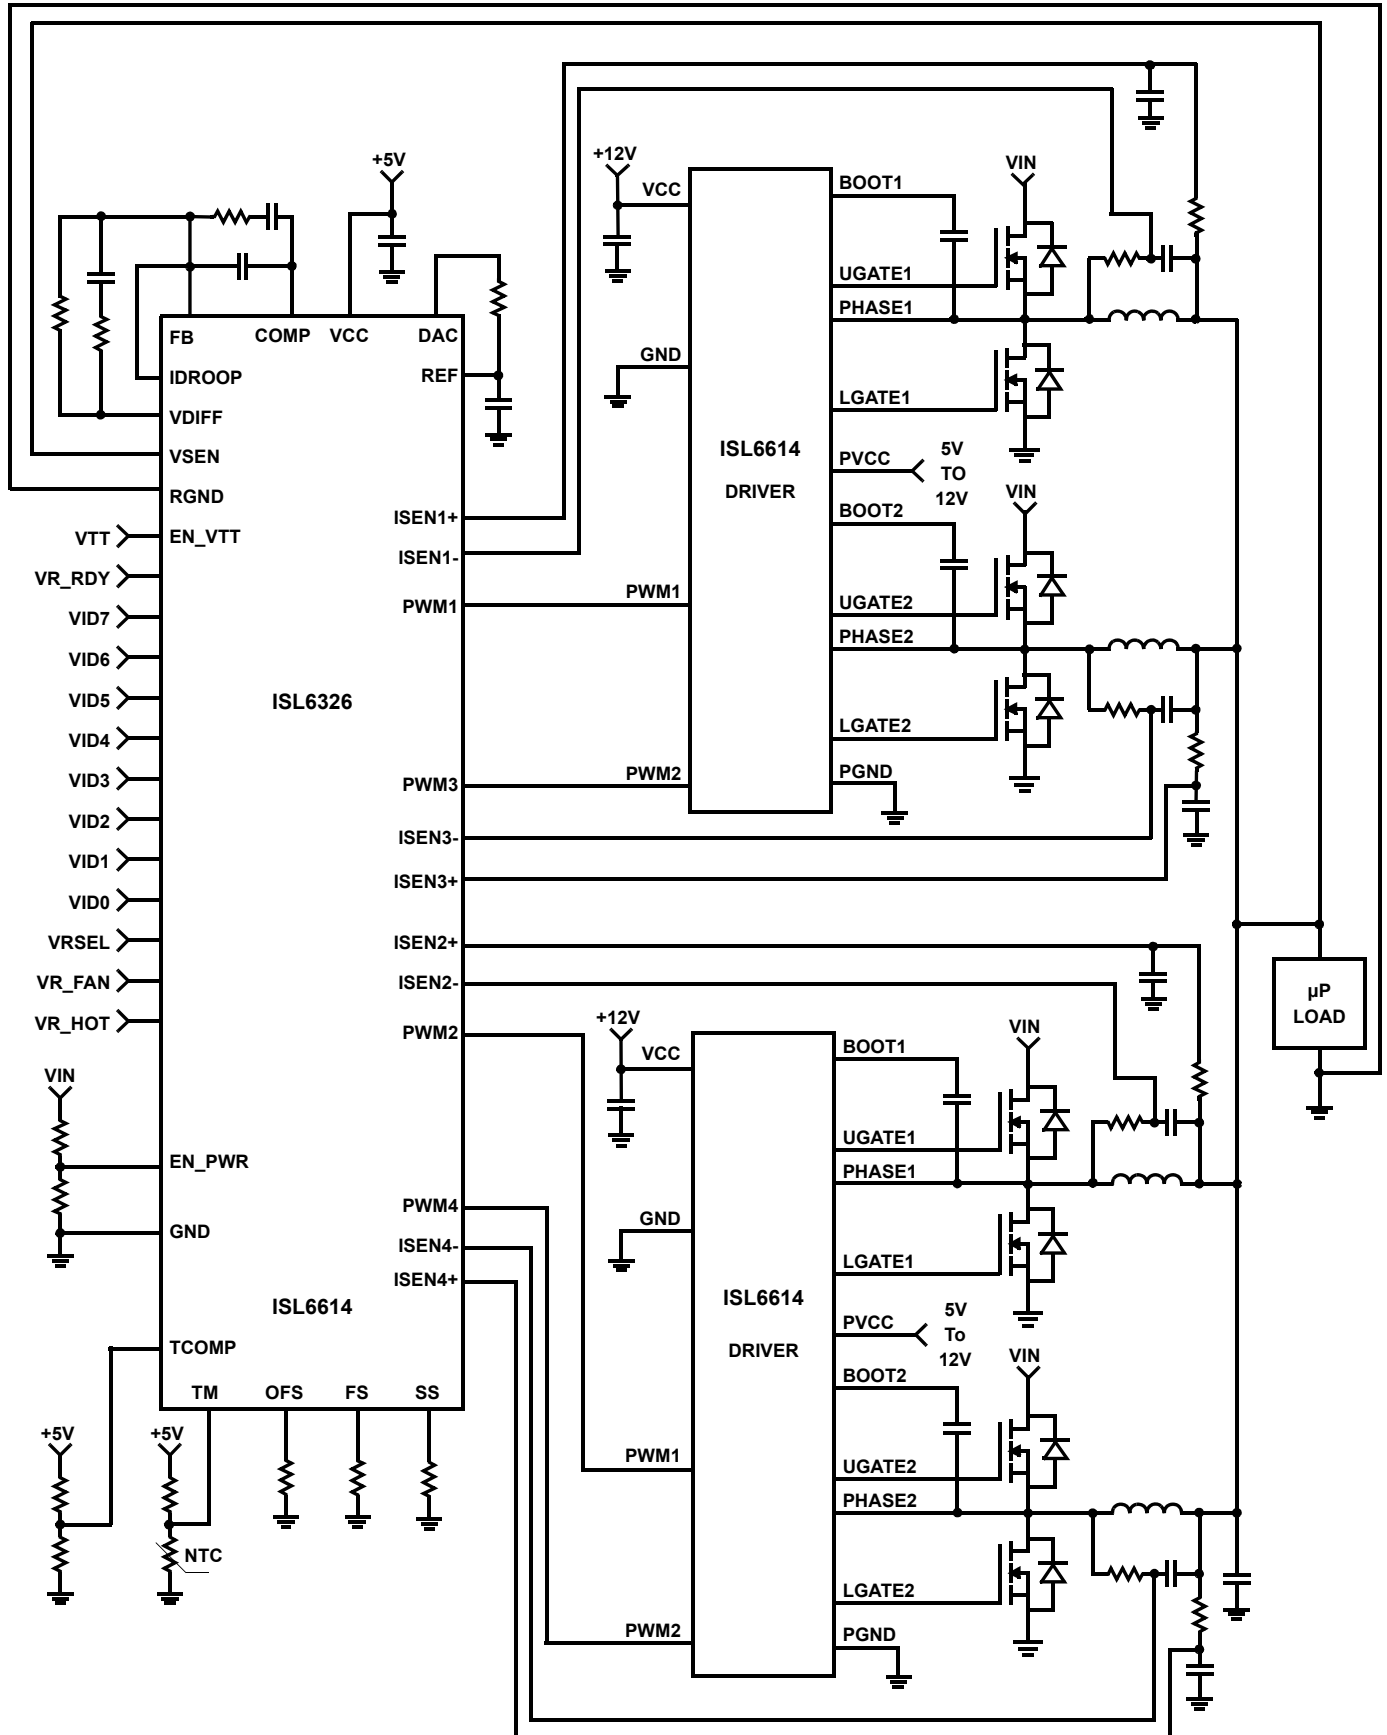 +5V
FB
COMP
VCC
DAC
IDROOP
REF
VDIFF
VSEN
RGND
ISEN1+
VTT
EN_VTT
ISEN1-
VR_RDY
PWM1
VID7
VID6
VID5
ISL6326
VID4
VID3
PWM3
VID2
ISEN3-
VID1
ISEN3+
VID0
VRSEL
ISEN2+
VR_FAN
ISEN2-
VR_HOT
PWM2
VIN
EN_PWR
PWM4
GND
ISEN4-
ISEN4+
ISL6614
TCOMP
TM
OFS
FS
SS
+5V
+5V
NTC
+12V
VCC
BOOT1
VIN
UGATE1
PHASE1
GND
LGATE1
ISL6614
DRIVER
PVCC
5V
TO
12V
BOOT2
VIN
PWM1
UGATE2
PHASE2
LGATE2
PWM2
PGND
µP
LOAD
+12V
VCC
BOOT1
VIN
UGATE1
PHASE1
GND
LGATE1
ISL6614
DRIVER
PVCC
5V
To
12V
BOOT2
VIN
PWM1
UGATE2
PHASE2
LGATE2
PWM2
PGND